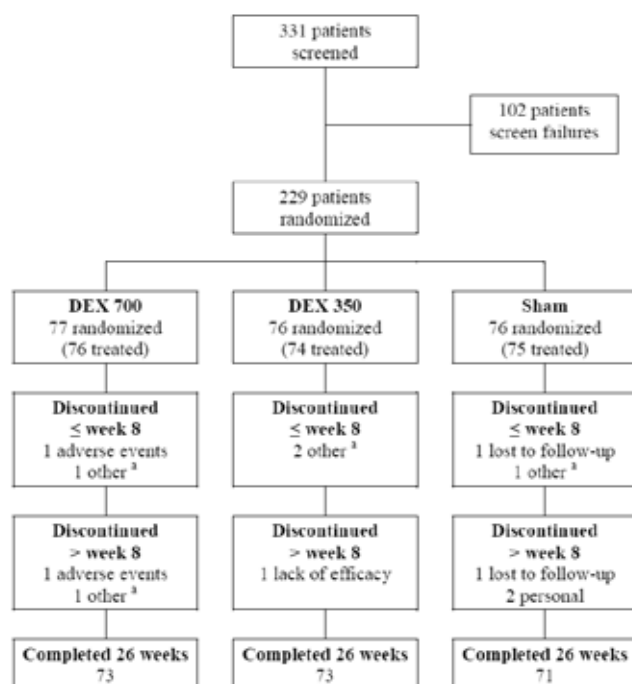 331 patients
screened
102 patients
screen failures
229 patients
randomized
DEX 700
77 randomized
(76 treated)
DEX 350
76 randomized
(74 treated)
Sham
76 randomized
(75 treated)
Discontinued
≤ week 8
1 adverse events
1 other ª
Discontinued
≤ week 8
2 other ª
Discontinued
≤ week 8
1 lost to follow-up
1 other ª
Discontinued
> week 8
1 adverse events
1 other ª
Discontinued
> week 8
1 lack of efficacy
Discontinued
> week 8
1 lost to follow-up
2 personal
Completed 26 weeks
73
Completed 26 weeks
73
Completed 26 weeks
71